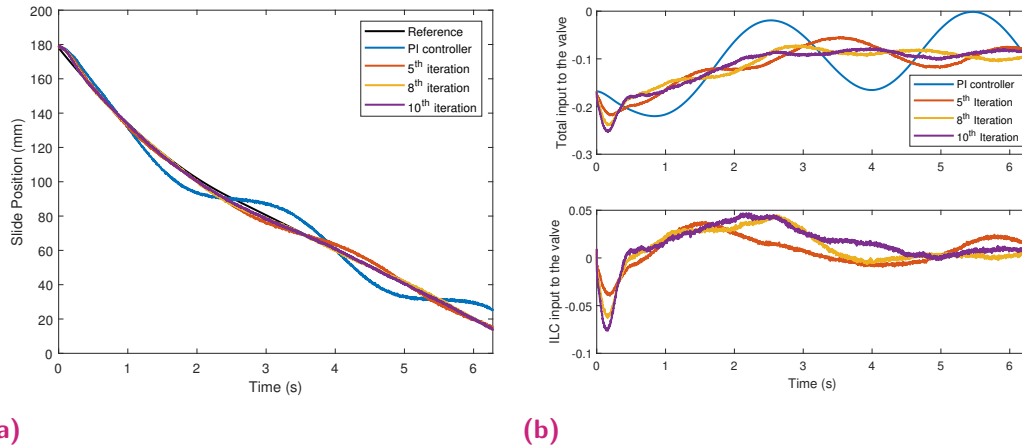 200
180
160
140
120
100
80
60
40
20
0
Slide Position (mm)
0 1 2 3 4 5 6
Time (s)
Reference
PI controller
5th iteration
8th iteration
10th iteration
a)
0
-0.1
-0.2
-0.3
Total input to the valve
0 1 2 3 4 5 6
PI controller
5th Iteration
8th Iteration
10th Iteration
0.05
0
-0.05
-0.1
ILC input to the valve
0 1 2 3 4 5 6
Time (s)
(b)